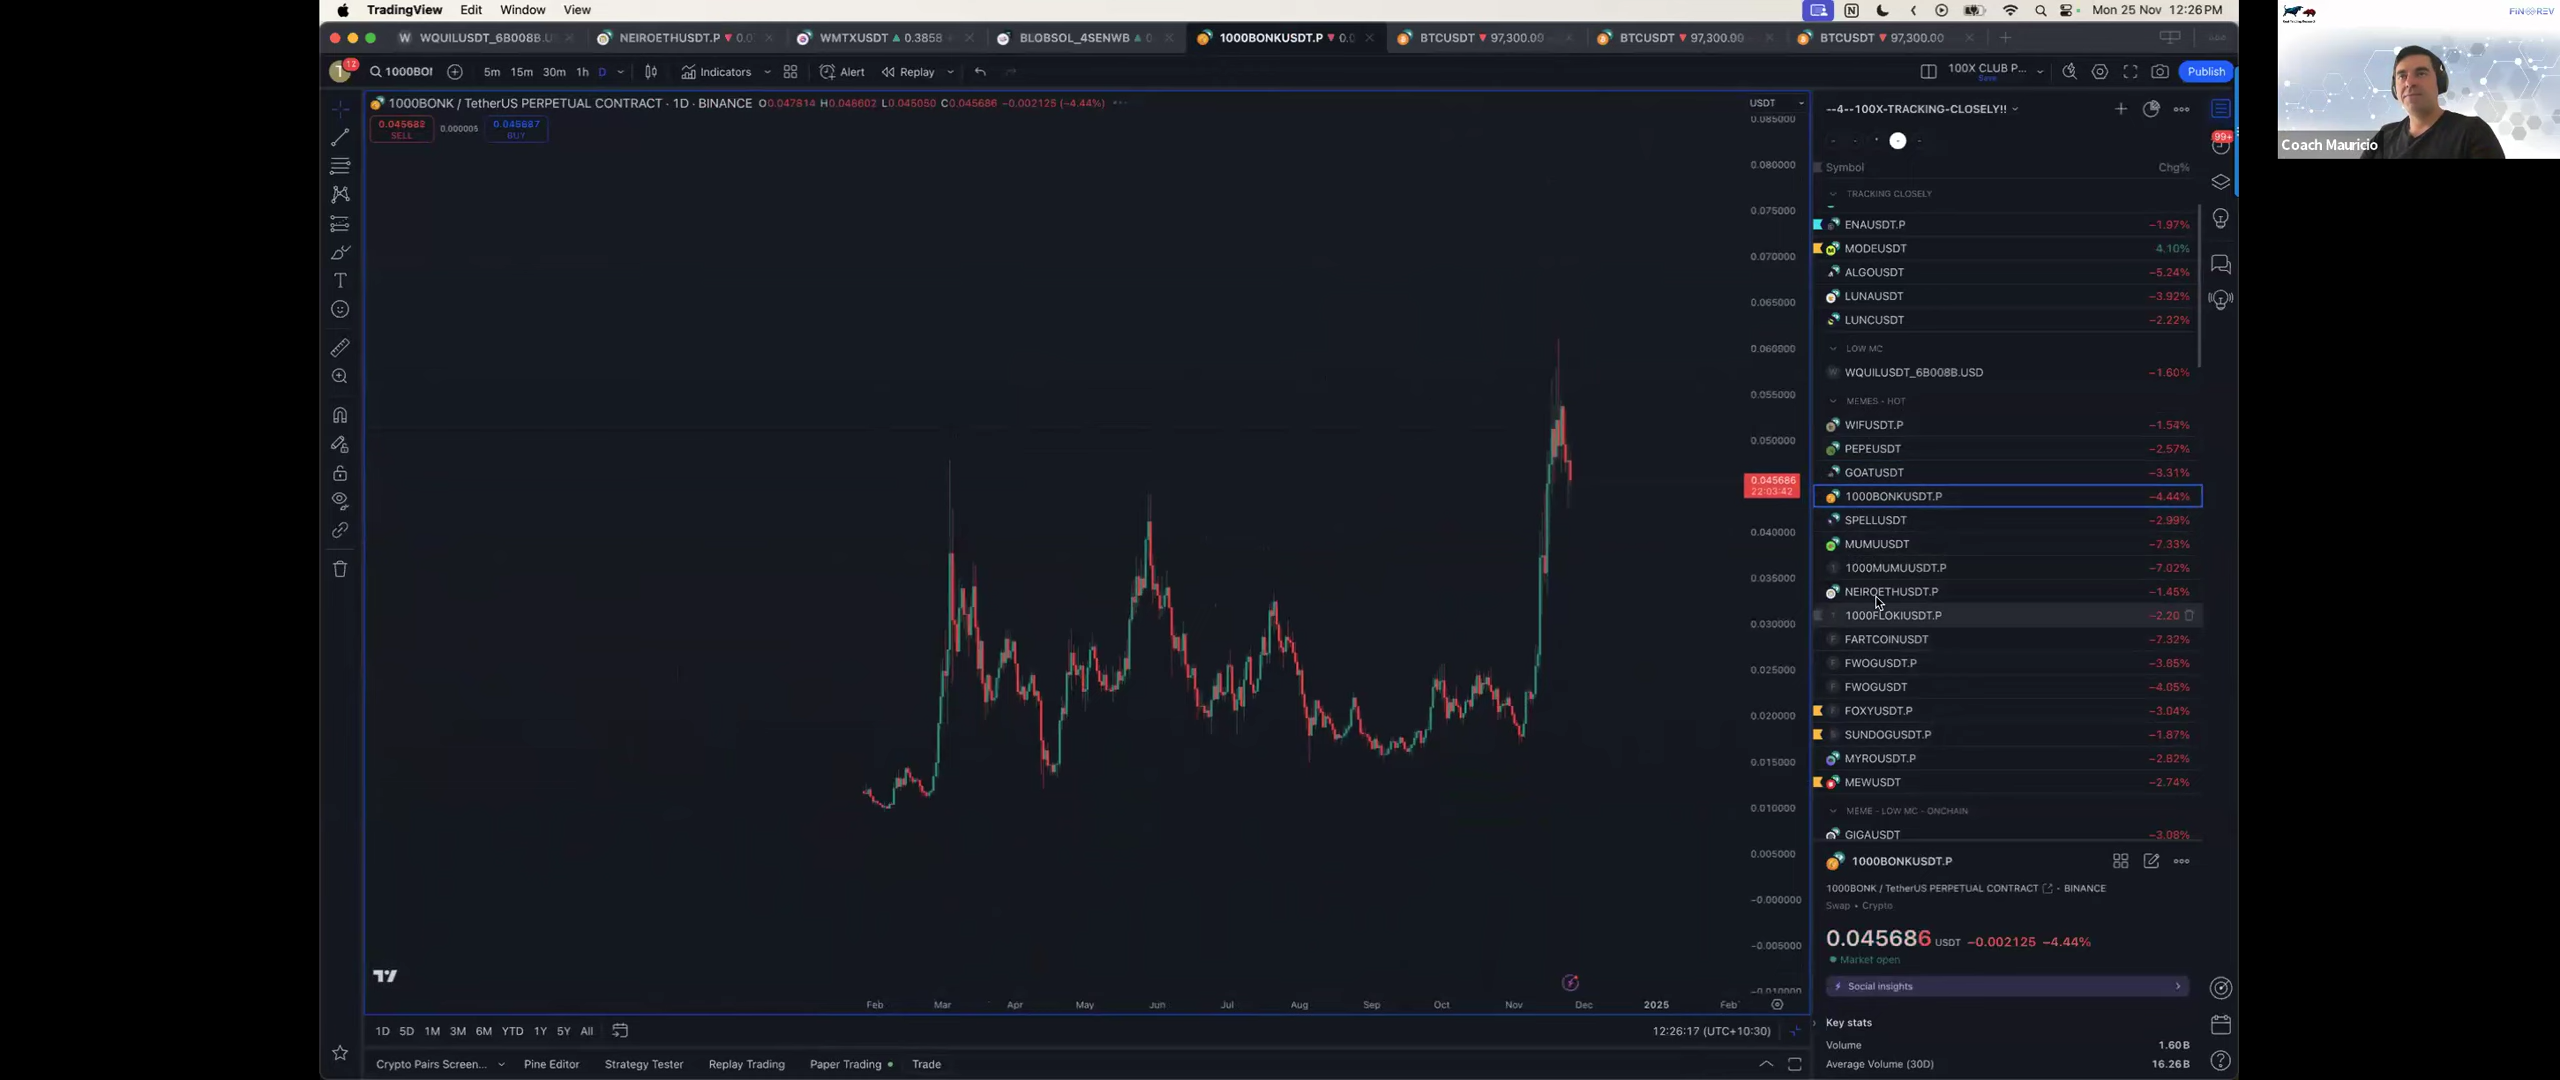 TradingView Edit Window View
Mon 25 Nov 12:26 PM
WQUILUSDT_6B008B.U
NEIROETHUSDT.P
WMTXUSDT 0.3858
BLOBSOL_4SENWB
1000BONKUSDT.P
BTCUSDT 97,300.00
BTCUSDT 97,300.00
BTCUSDT 97,300.00
12
1000BOI
5m 15m 30m 1h D
Indicators
Alert
Replay
100X CLUB P...
Save
Publish
1000BONK / TetherUS PERPETUAL CONTRACT · 1D · BINANCE O0.047814 H0.048602 L0.045050 C0.045686 −0.002125 (−4.44%)
0.045682
SELL
0.000005
0.045687
BUY
USDT
0.085000
0.080000
0.075000
0.070000
0.065000
0.060000
0.055000
0.050000
0.045686
22:03:42
0.040000
0.035000
0.030000
0.025000
0.020000
0.015000
0.010000
0.005000
−0.000000
−0.005000
−0.010000
Feb Mar Apr May Jun Jul Aug Sep Oct Nov Dec 2025 Feb
1D 5D 1M 3M 6M YTD 1Y 5Y All
12:26:17 (UTC+10:30)
Crypto Pairs Screen... Pine Editor Strategy Tester Replay Trading Paper Trading Trade
--4--100X-TRACKING-CLOSELY!!
Symbol Chg%
TRACKING CLOSELY
ENAUSDT.P −1.97%
MODEUSDT 4.10%
ALGOUSDT −5.24%
LUNAUSDT −3.92%
LUNCUSDT −2.22%
LOW MC
WQUILUSDT_6B008B.USD −1.60%
MEMES - HOT
WIFUSDT.P −1.54%
PEPEUSDT −2.57%
GOATUSDT −3.31%
1000BONKUSDT.P −4.44%
SPELLUSDT −2.99%
MUMUUSDT −7.33%
1000MUMUUSDT.P −7.02%
NEIROETHUSDT.P −1.45%
1000FLOKIUSDT.P −2.20
FARTCOINUSDT −7.32%
FWOGUSDT.P −3.85%
FWOGUSDT −4.05%
FOXYUSDT.P −3.04%
SUNDOGUSDT.P −1.87%
MYROUSDT.P −2.82%
MEWUSDT −2.74%
MEME - LOW MC - ONCHAIN
GIGAUSDT −3.08%
1000BONKUSDT.P
1000BONK / TetherUS PERPETUAL CONTRACT • BINANCE
Swap • Crypto
0.045686 USDT −0.002125 −4.44%
Market open
Social insights
Key stats
Volume 1.60B
Average Volume (30D) 16.26B
99+
Coach Mauricio